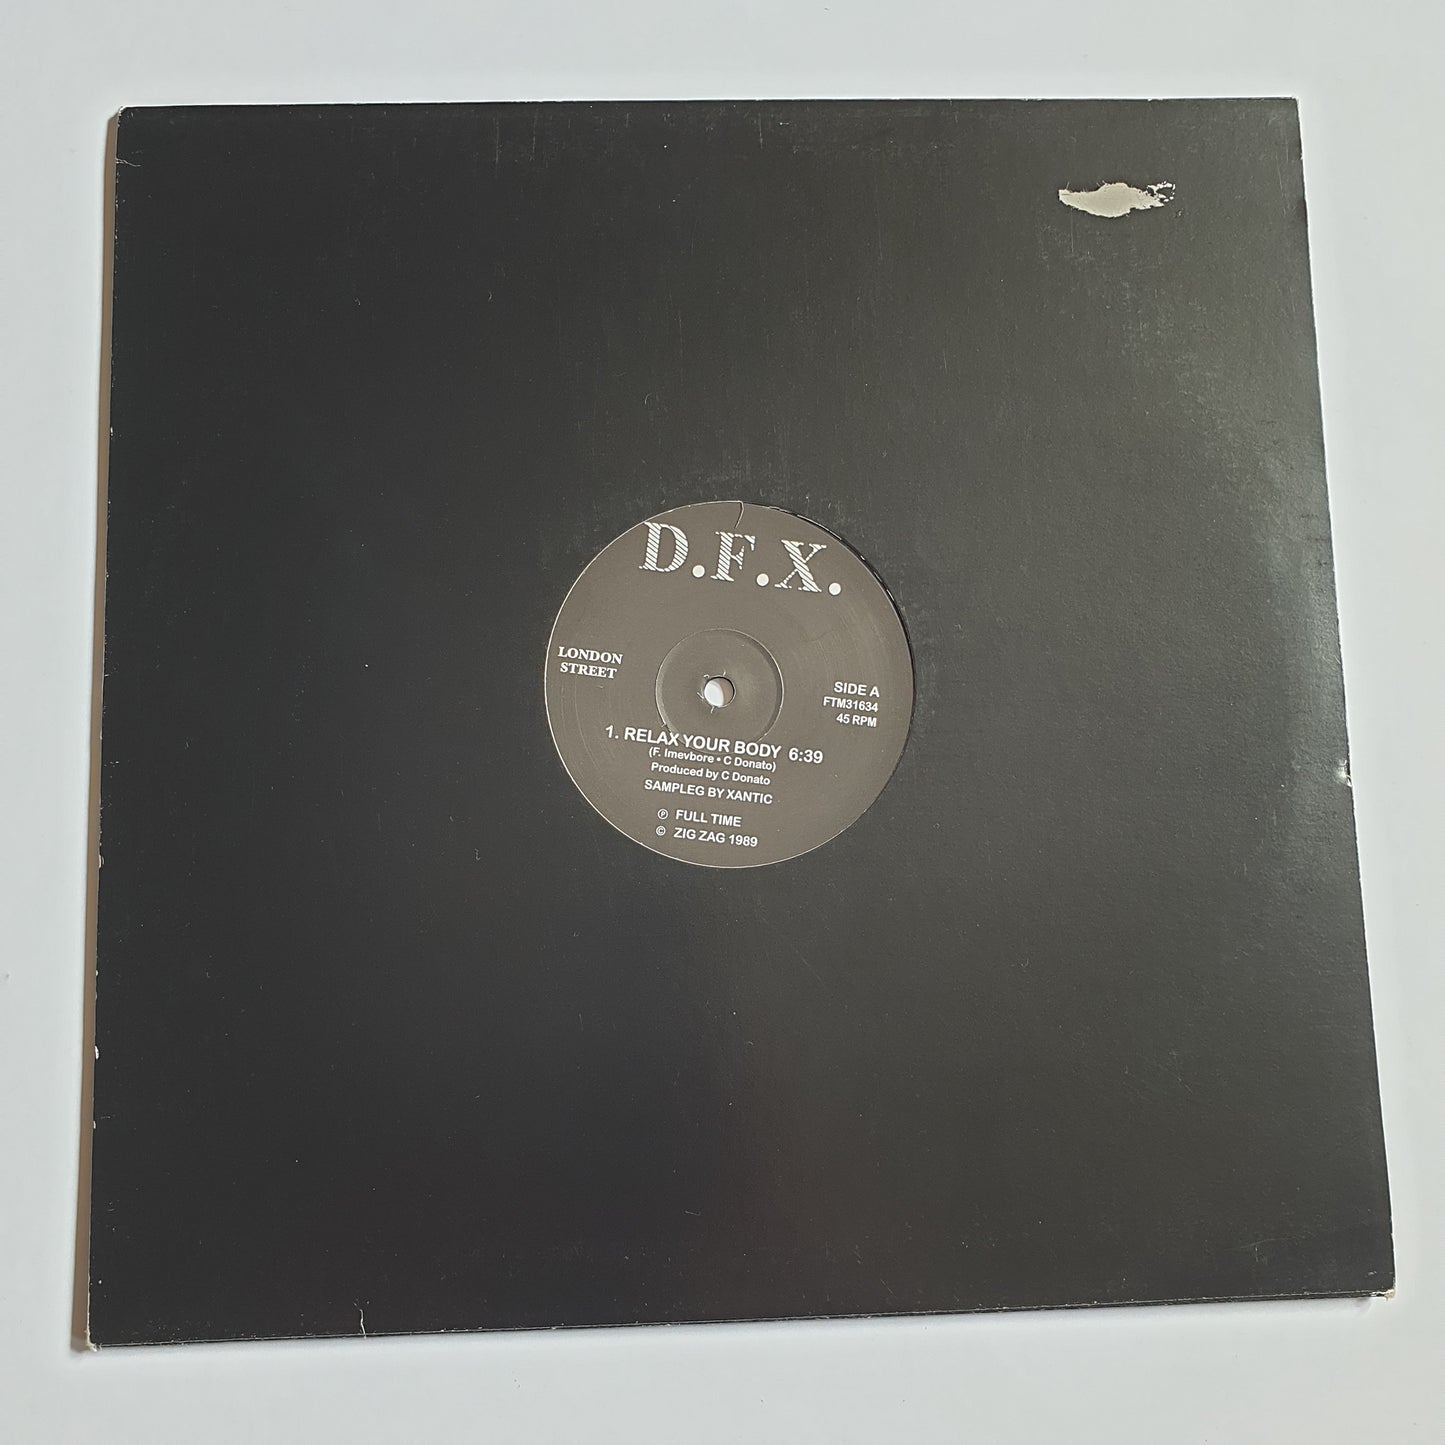 D.F.X.
LONDON
STREET
SIDE A
FTM31634
45 RPM
1. RELAX YOUR BODY 6:39
(F. Imevbore • C Donato)
Produced by C Donato
SAMPLEG BY XANTIC
℗ FULL TIME
© ZIG ZAG 1989